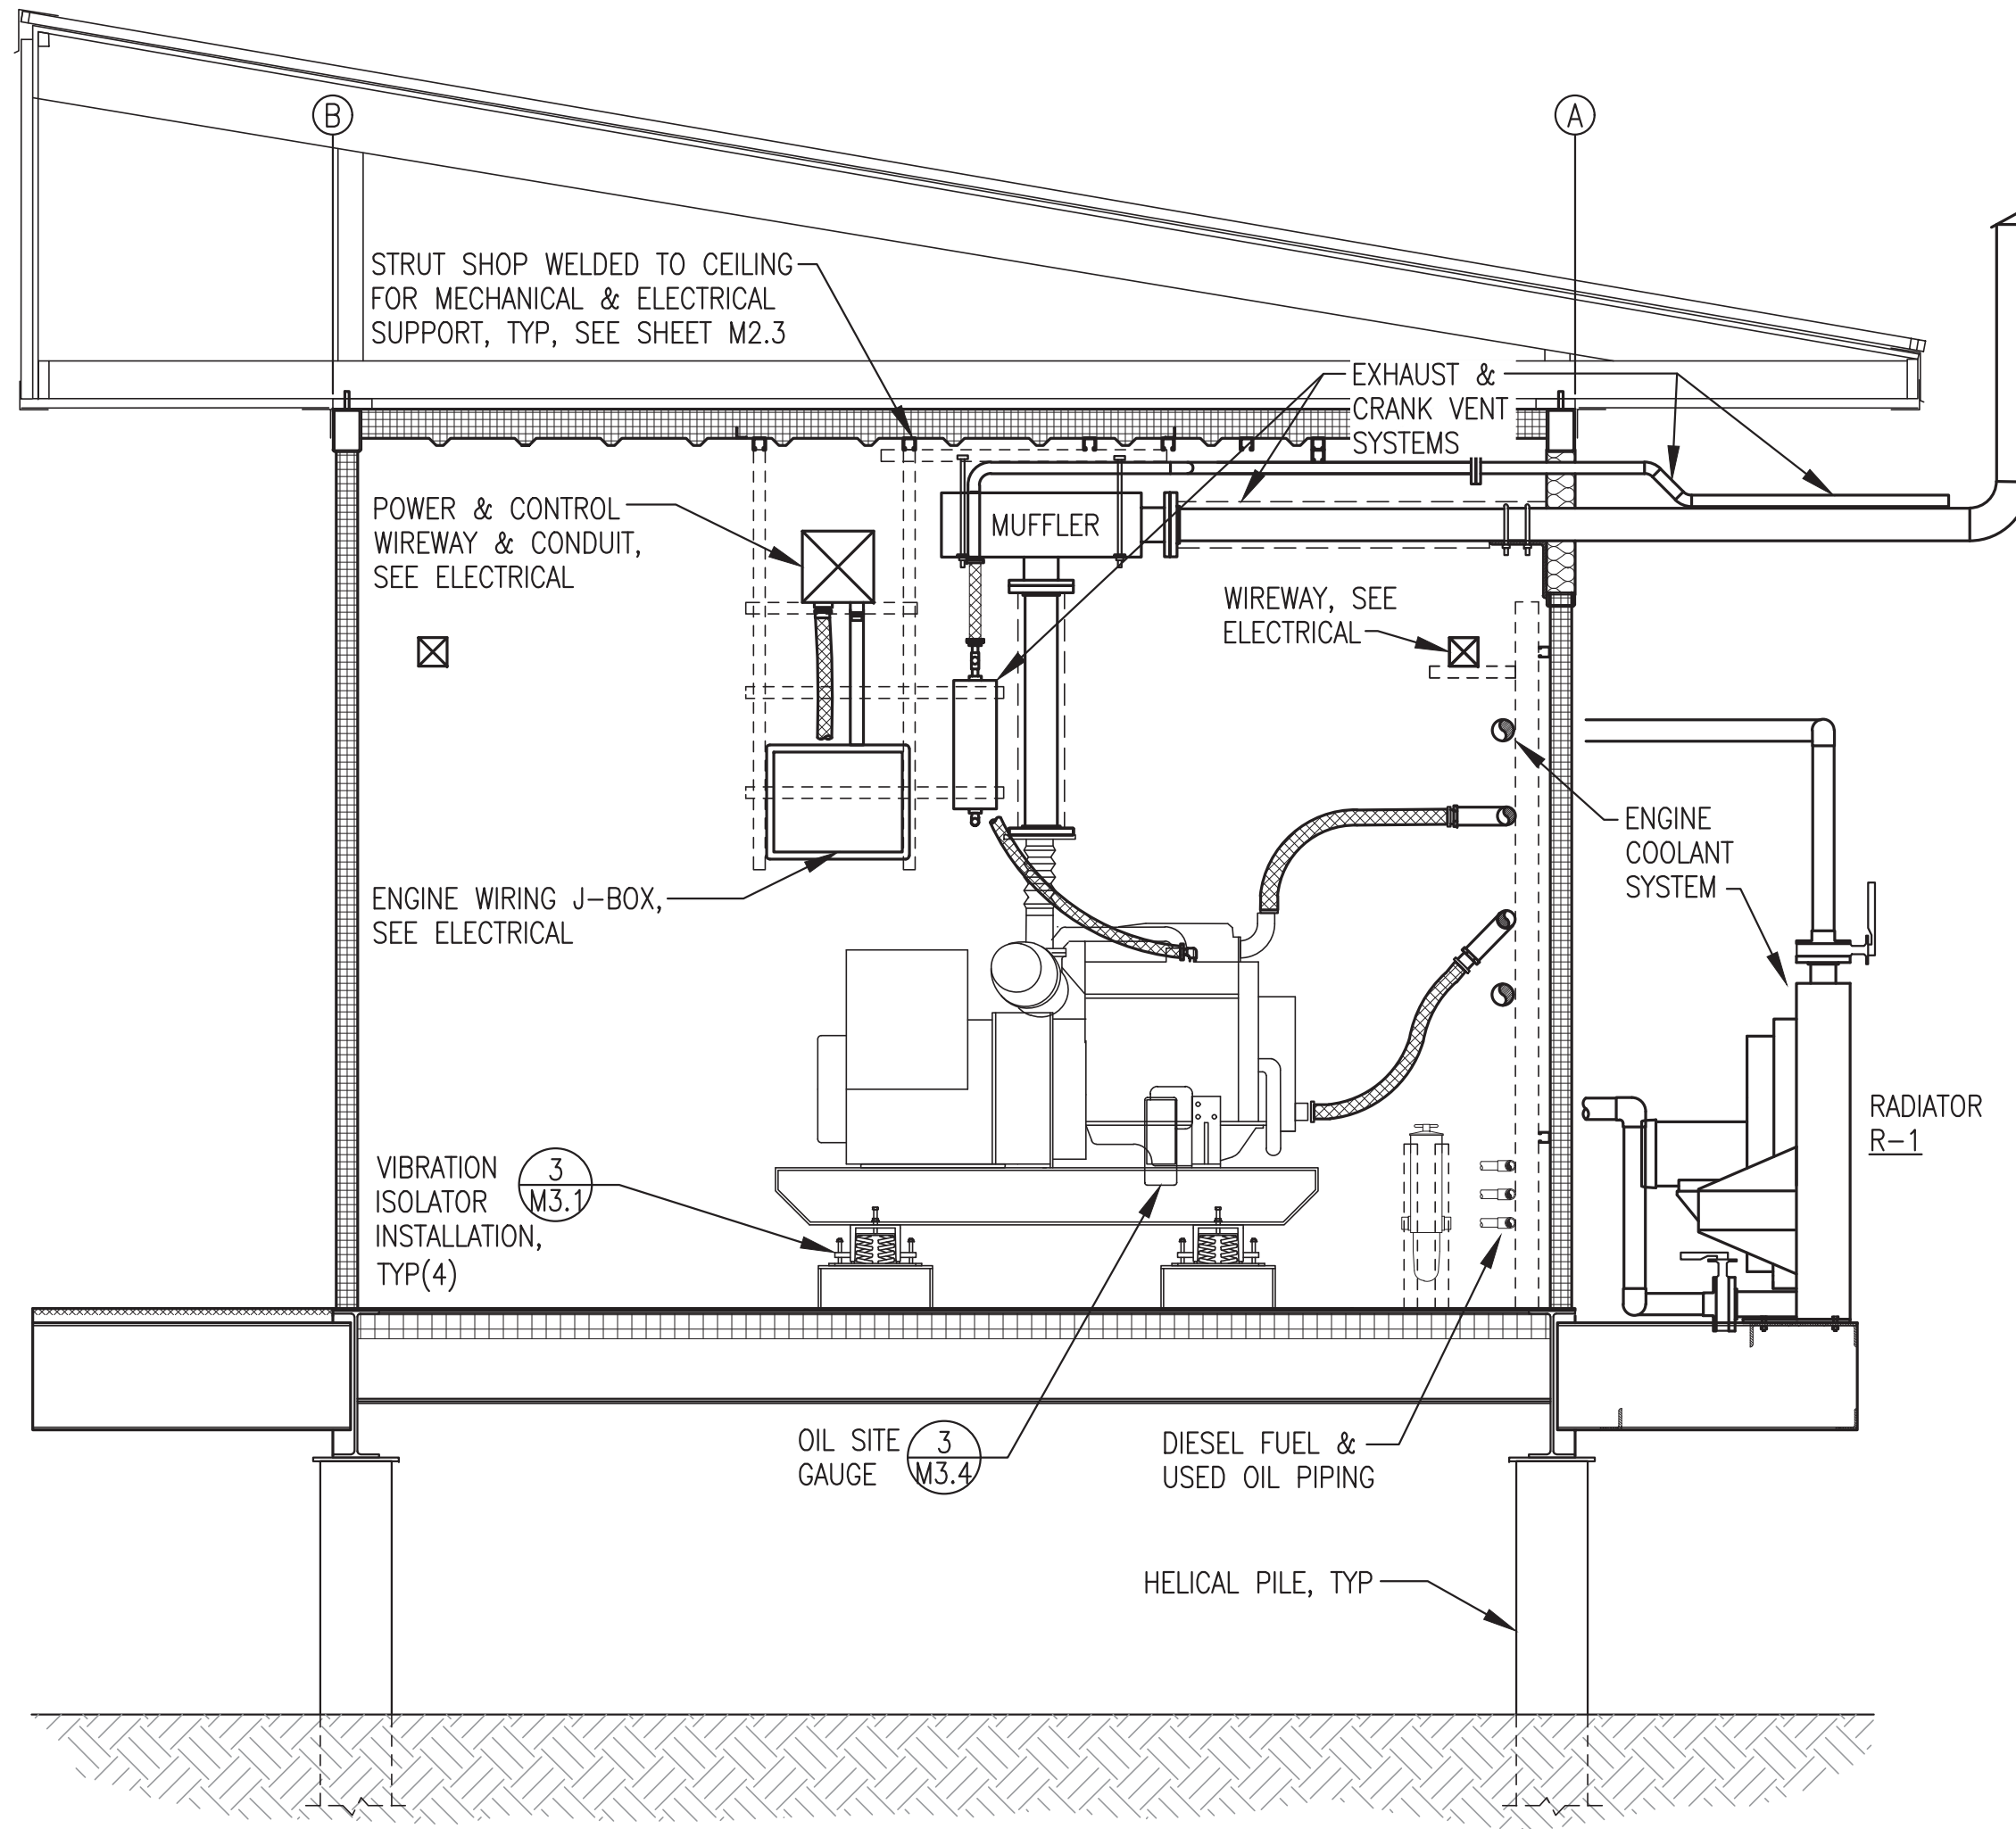 B
A
STRUT SHOP WELDED TO CEILING
FOR MECHANICAL & ELECTRICAL
SUPPORT, TYP, SEE SHEET M2.3
EXHAUST &
CRANK VENT
SYSTEMS
POWER & CONTROL
WIREWAY & CONDUIT,
SEE ELECTRICAL
MUFFLER
WIREWAY, SEE
ELECTRICAL
ENGINE
COOLANT
SYSTEM
ENGINE WIRING J-BOX,
SEE ELECTRICAL
RADIATOR
R-1
VIBRATION
ISOLATOR
INSTALLATION,
TYP(4)
3
M3.1
OIL SITE
GAUGE
3
M3.4
DIESEL FUEL &
USED OIL PIPING
HELICAL PILE, TYP